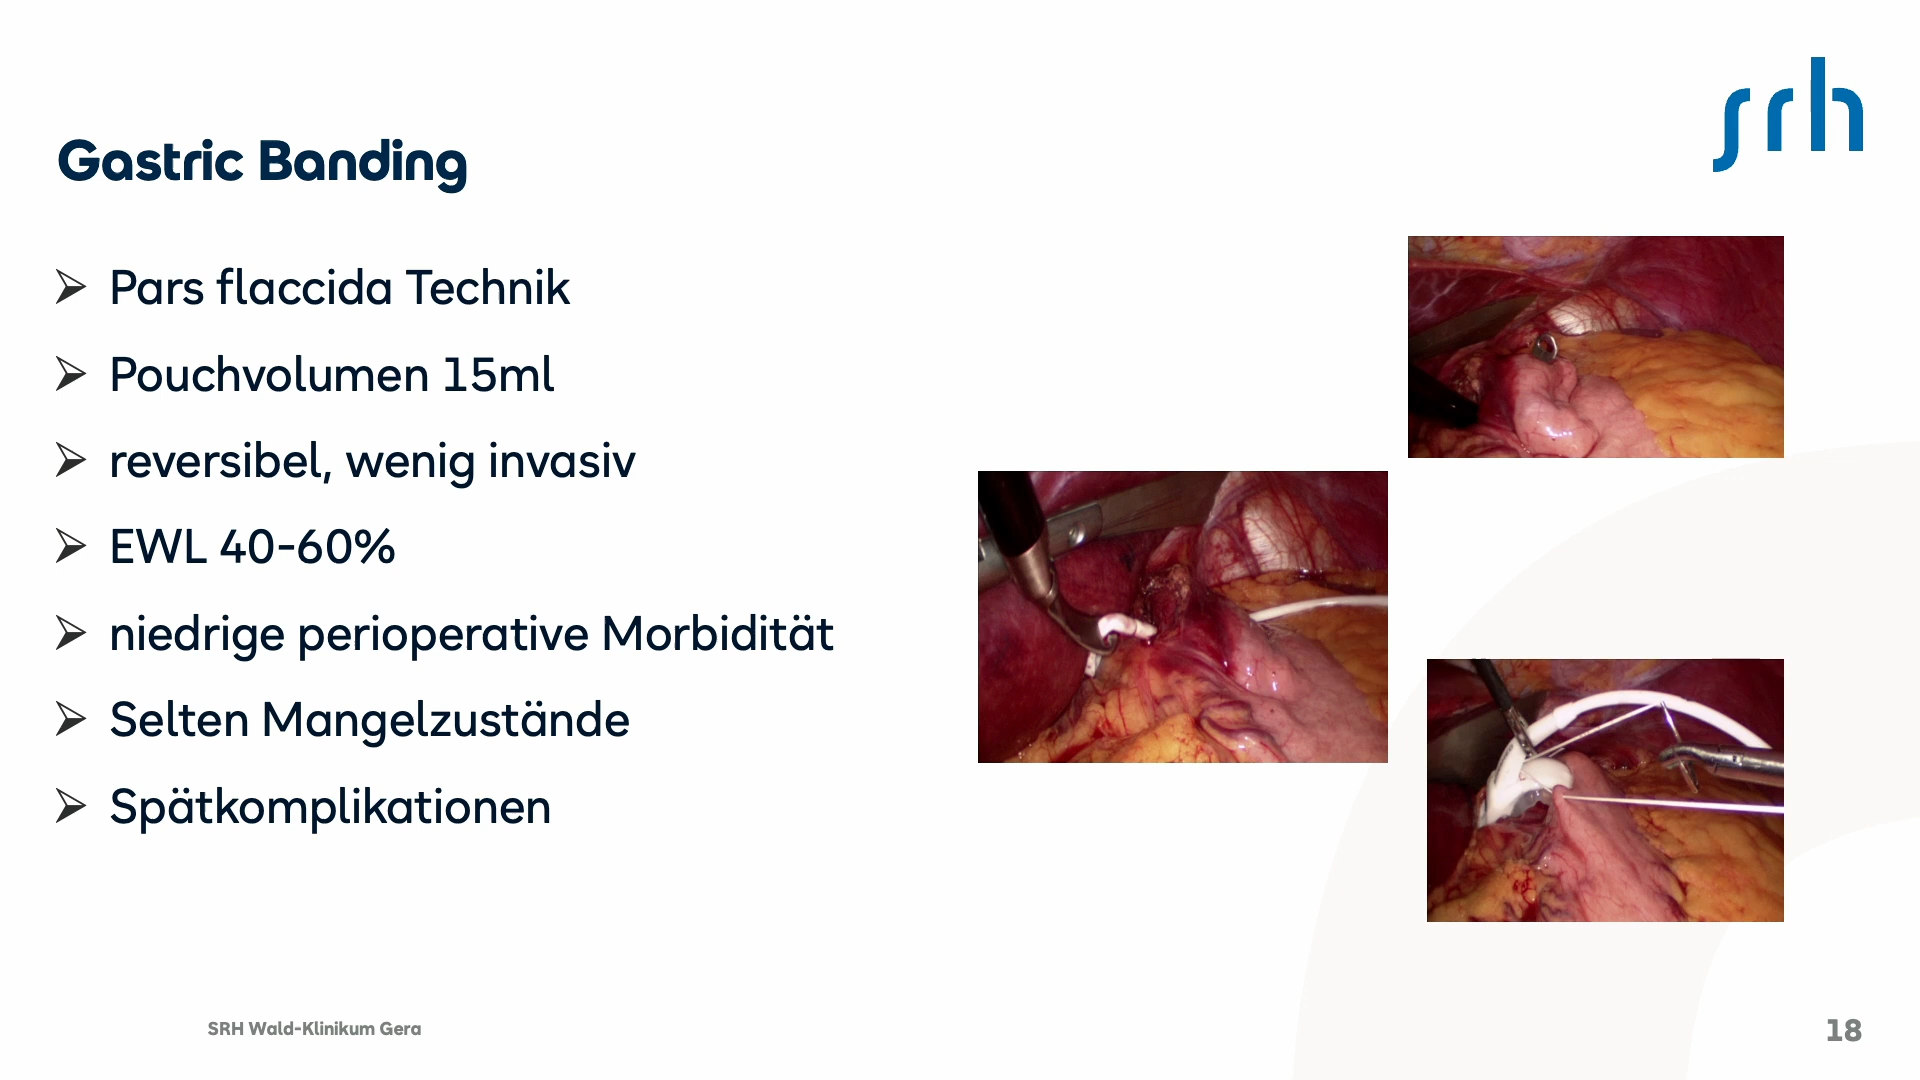 srh
Gastric Banding
Pars flaccida Technik
Pouchvolumen 15ml
reversibel, wenig invasiv
EWL 40-60%
niedrige perioperative Morbidität
Selten Mangelzustände
Spätkomplikationen
SRH Wald-Klinikum Gera
18